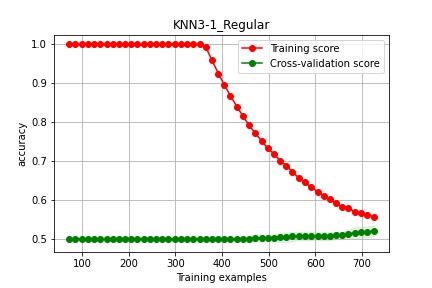 KNN3-1_Regular
1.0
0.9
0.8
0.7
0.6
0.5
accuracy
Training score
Cross-validation score
100 200 300 400 500 600 700
Training examples